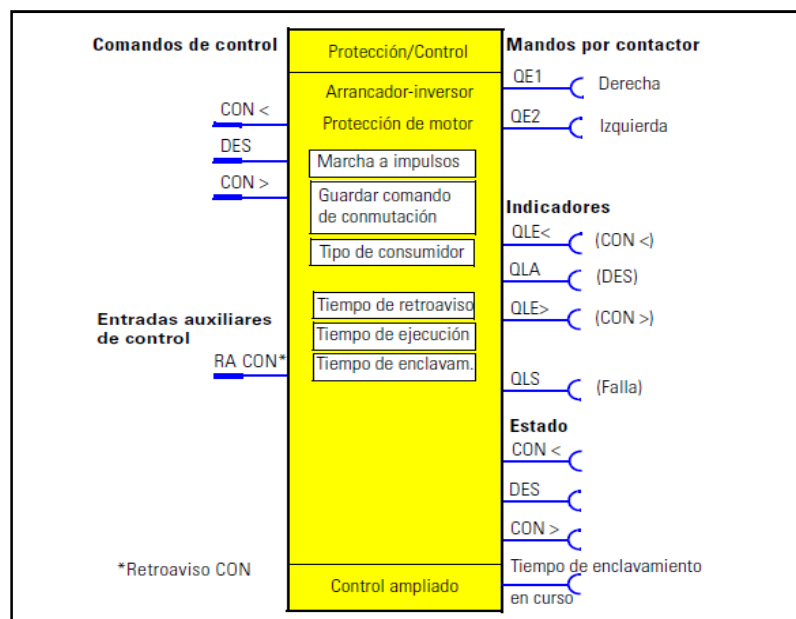 Comandos de control
CON <
DES
CON >
Entradas auxiliares
de control
RA CON*
*Retroaviso CON
Protección/Control
Arrancador-inversor
Protección de motor
Marcha a impulsos
Guardar comando
de conmutación
Tipo de consumidor
Tiempo de retroaviso
Tiempo de ejecución
Tiempo de enclavam.
Control ampliado
Mandos por contactor
QE1 Derecha
QE2 Izquierda
Indicadores
QLE< (CON <)
QLA (DES)
QLE> (CON >)
QLS (Falla)
Estado
CON <
DES
CON >
Tiempo de enclavamiento
en curso